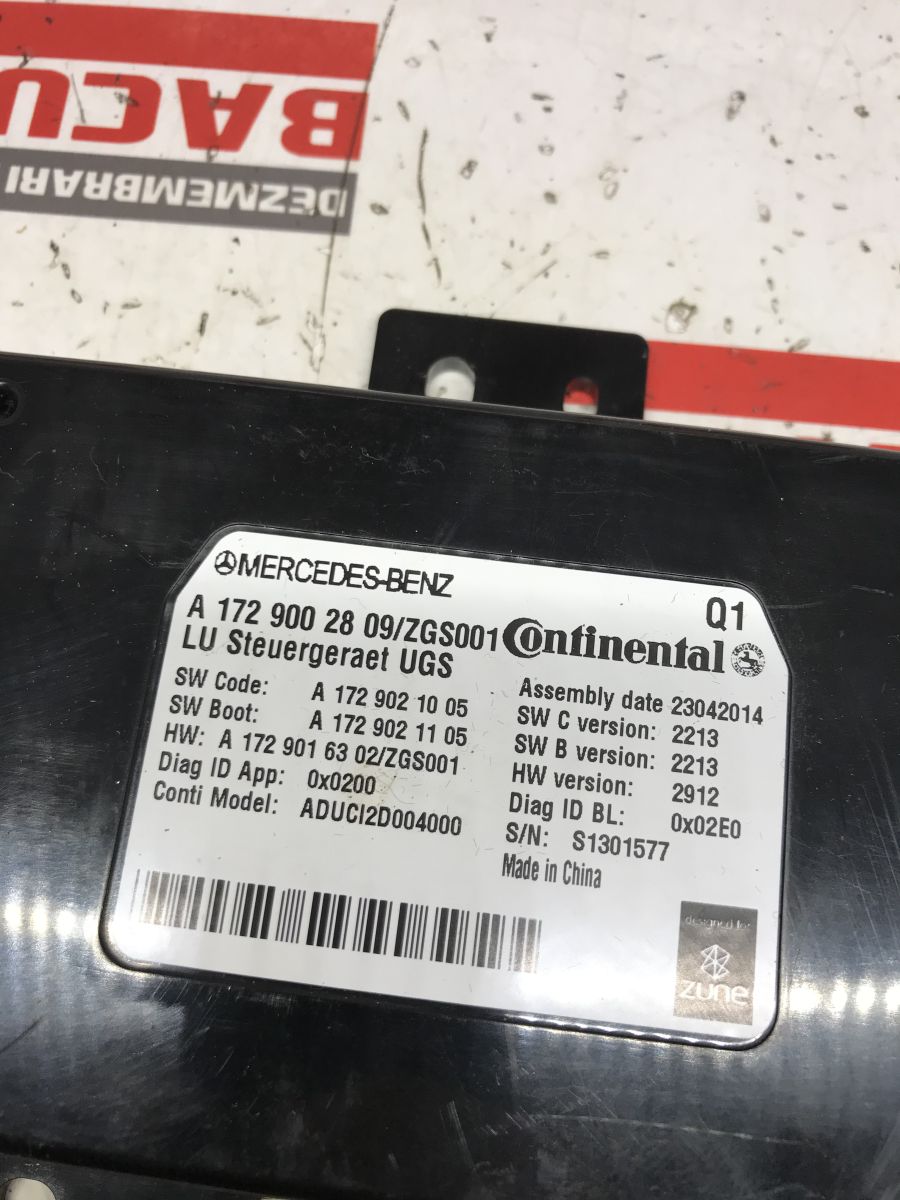 BACU
DEZMEMBRARI
MERCEDES-BENZ
Q1
A 172 900 28 09/ZGS001
Continental
LU Steuergeraet UGS
SW Code: A 172 902 10 05
SW Boot: A 172 902 11 05
HW: A 172 901 63 02/ZGS001
Diag ID App: 0x0200
Conti Model: ADUCI2D004000
Assembly date 23042014
SW C version: 2213
SW B version: 2213
HW version: 2912
Diag ID BL: 0x02E0
S/N: S1301577
Made in China
designed for
zune